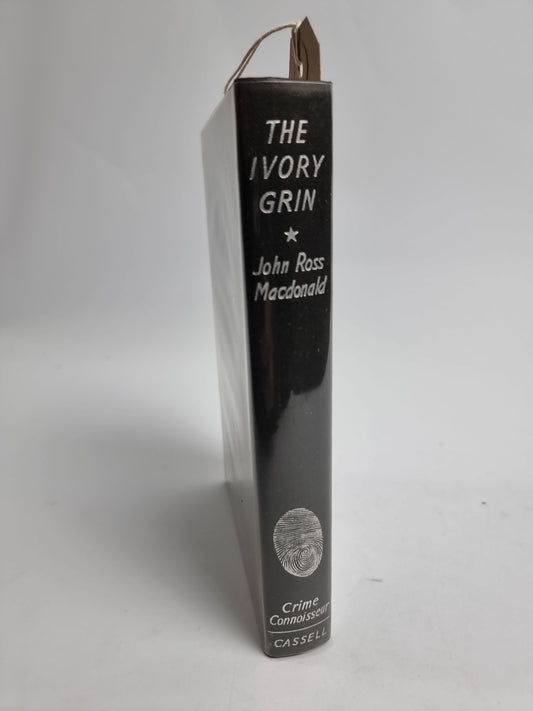 THE
IVORY
GRIN
John Ross
Macdonald
Crime
Connoisseur
CASSELL